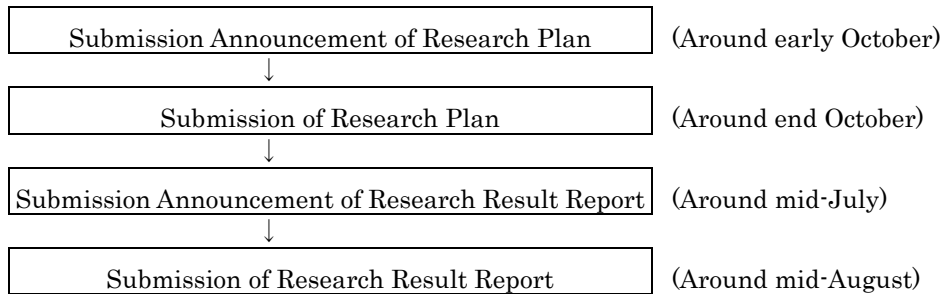 Submission Announcement of Research Plan (Around early October)
↓
Submission of Research Plan (Around end October)
↓
Submission Announcement of Research Result Report (Around mid-July)
↓
Submission of Research Result Report (Around mid-August)